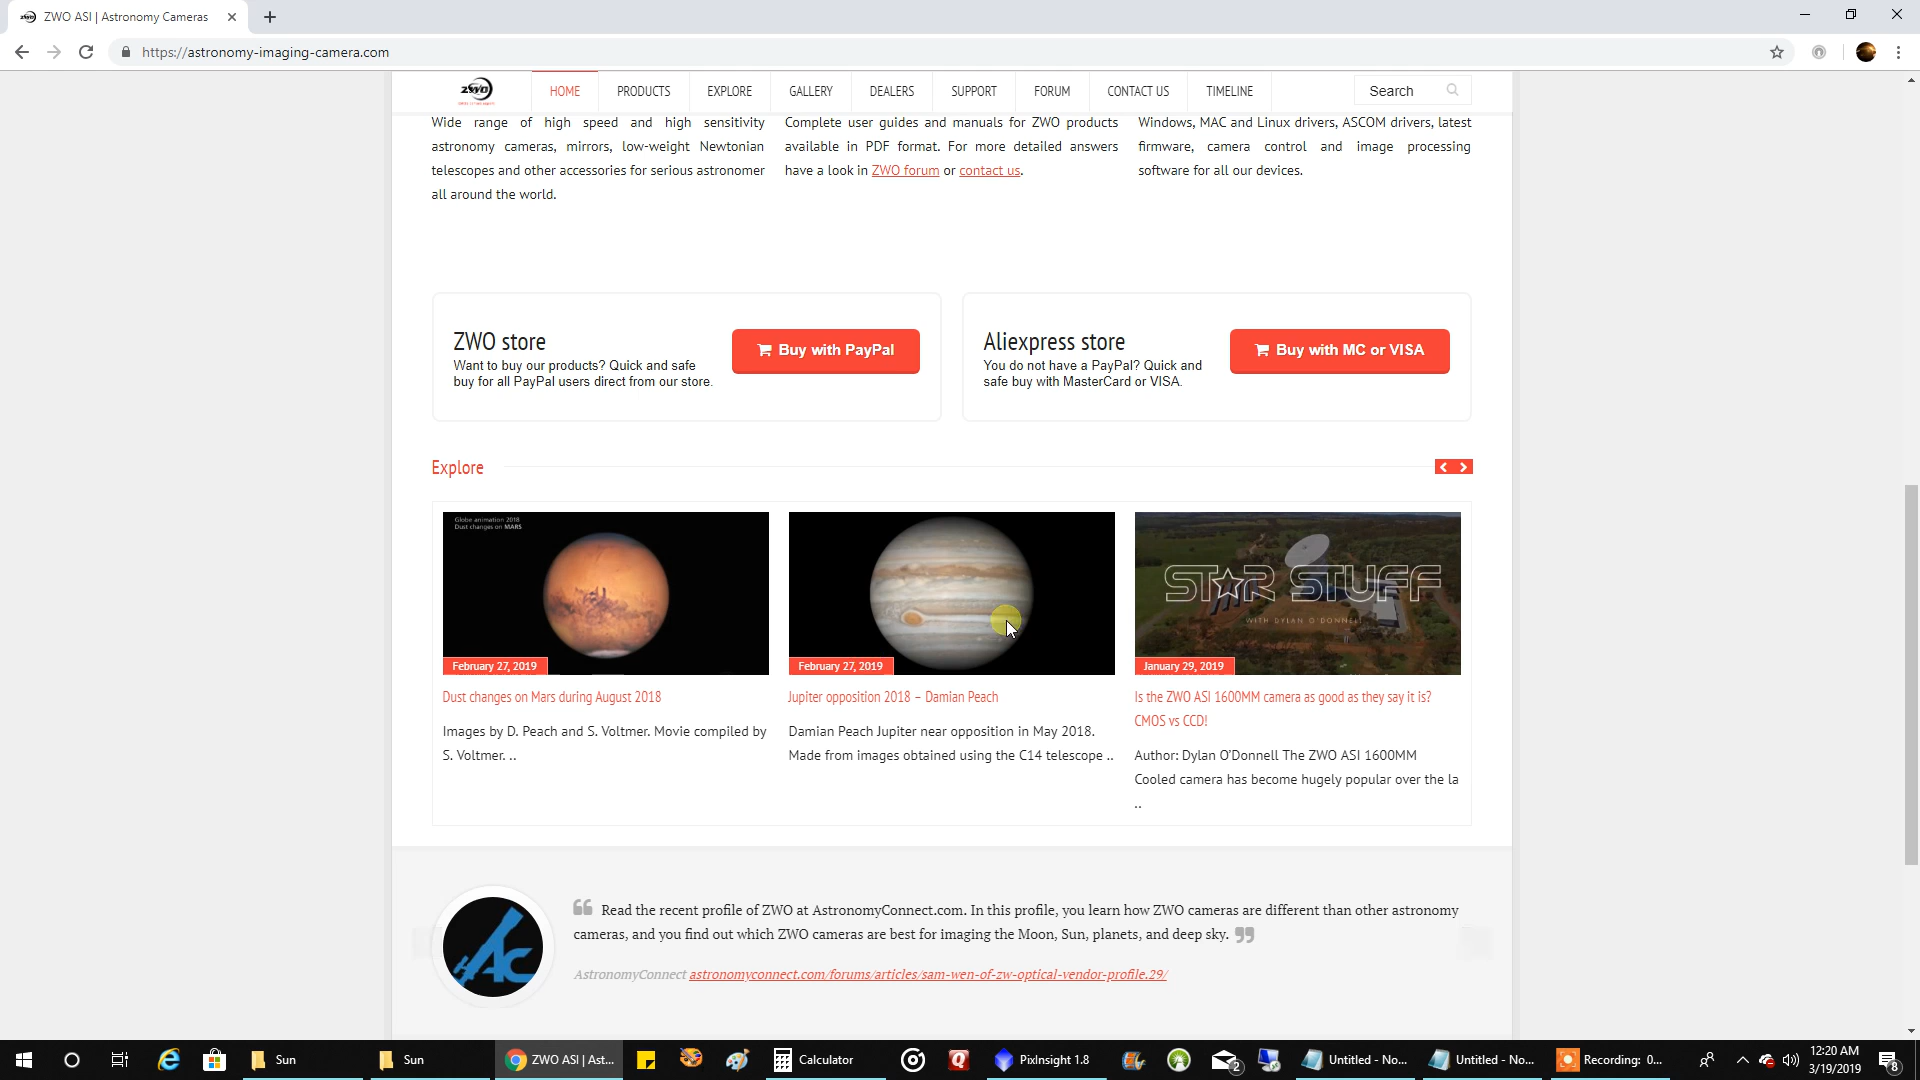 ZWO ASI | Astronomy Cameras
https://astronomy-imaging-camera.com
ZWO
HOME
PRODUCTS
EXPLORE
GALLERY
DEALERS
SUPPORT
FORUM
CONTACT US
TIMELINE
Search
Wide range of high speed and high sensitivity
astronomy cameras, mirrors, low-weight Newtonian
telescopes and other accessories for serious astronomer
all around the world.
Complete user guides and manuals for ZWO products
available in PDF format. For more detailed answers
have a look in ZWO forum or contact us.
Windows, MAC and Linux drivers, ASCOM drivers, latest
firmware, camera control and image processing
software for all our devices.
ZWO store
Want to buy our products? Quick and safe
buy for all PayPal users direct from our store.
Buy with PayPal
Aliexpress store
You do not have a PayPal? Quick and
safe buy with MasterCard or VISA.
Buy with MC or VISA
Explore
Globe animation 2018
Dust changes on MARS
February 27, 2019
Dust changes on Mars during August 2018
Images by D. Peach and S. Voltmer. Movie compiled by
S. Voltmer. ..
February 27, 2019
Jupiter opposition 2018 – Damian Peach
Damian Peach Jupiter near opposition in May 2018.
Made from images obtained using the C14 telescope ..
STAR STUFF
WITH DYLAN O'DONNELL
January 29, 2019
Is the ZWO ASI 1600MM camera as good as they say it is?
CMOS vs CCD!
Author: Dylan O'Donnell The ZWO ASI 1600MM
Cooled camera has become hugely popular over the la
..
AC
Read the recent profile of ZWO at AstronomyConnect.com. In this profile, you learn how ZWO cameras are different than other astronomy
cameras, and you find out which ZWO cameras are best for imaging the Moon, Sun, planets, and deep sky.
AstronomyConnect astronomyconnect.com/forums/articles/sam-wen-of-zw-optical-vendor-profile.29/
Sun
Sun
ZWO ASI | Ast...
Calculator
PixInsight 1.8
2
Untitled - No...
Untitled - No...
Recording: 0...
12:20 AM
3/19/2019
8